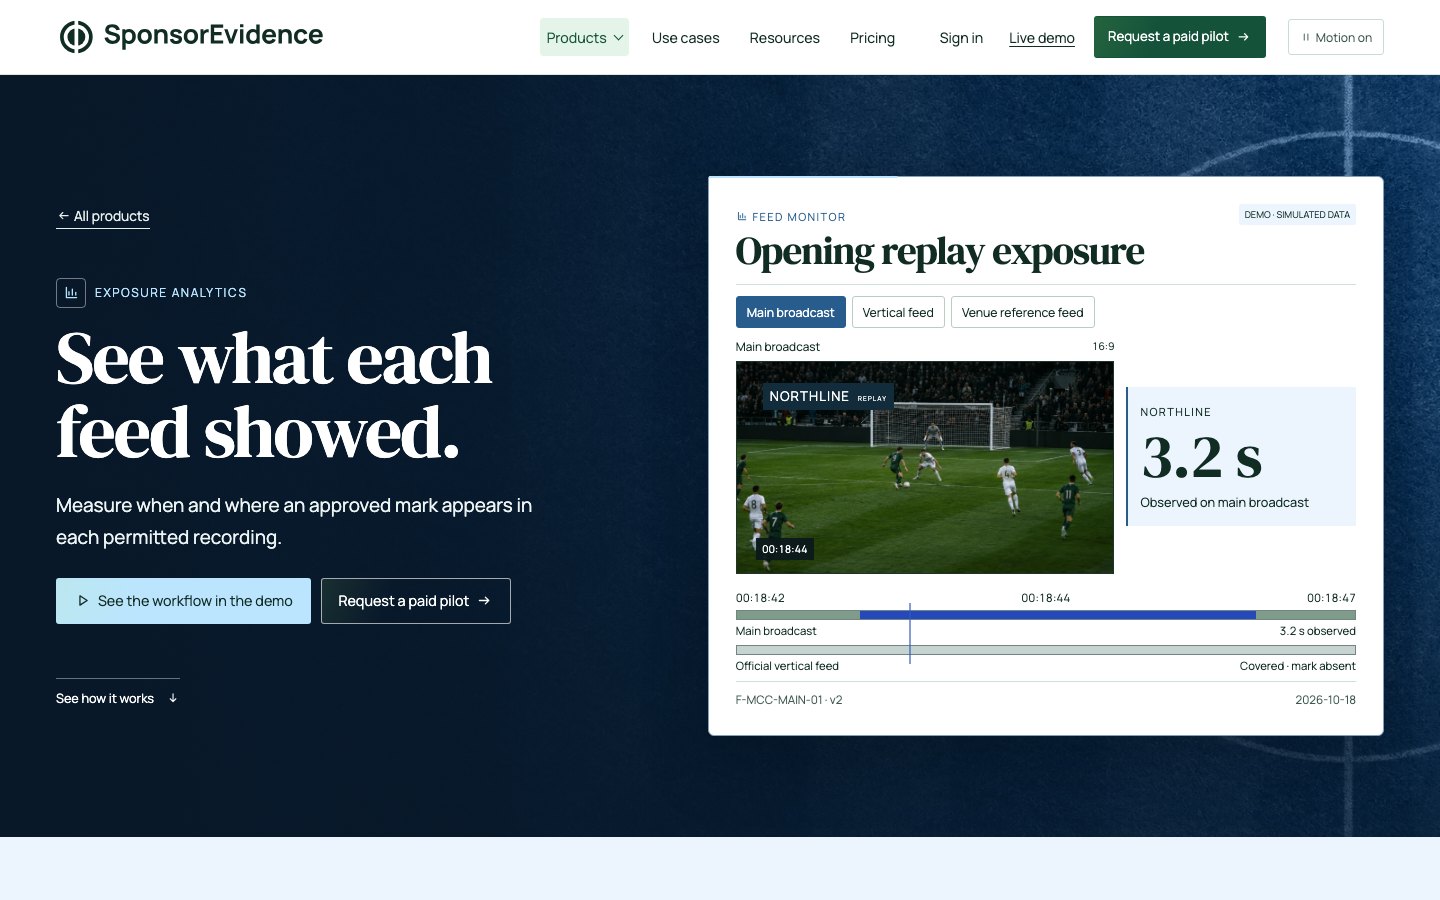 SponsorEvidence
Products
Use cases
Resources
Pricing
Sign in
Live demo
Request a paid pilot →
Motion on
← All products
EXPOSURE ANALYTICS
See what each
feed showed.
Measure when and where an approved mark appears in
each permitted recording.
See the workflow in the demo
Request a paid pilot →
See how it works ↓
FEED MONITOR
DEMO · SIMULATED DATA
Opening replay exposure
Main broadcast
Vertical feed
Venue reference feed
Main broadcast
16:9
NORTHLINE REPLAY
8
7
4
11
00:18:44
NORTHLINE
3.2 s
Observed on main broadcast
00:18:42
00:18:44
00:18:47
Main broadcast
3.2 s observed
Official vertical feed
Covered · mark absent
F-MCC-MAIN-01 · v2
2026-10-18